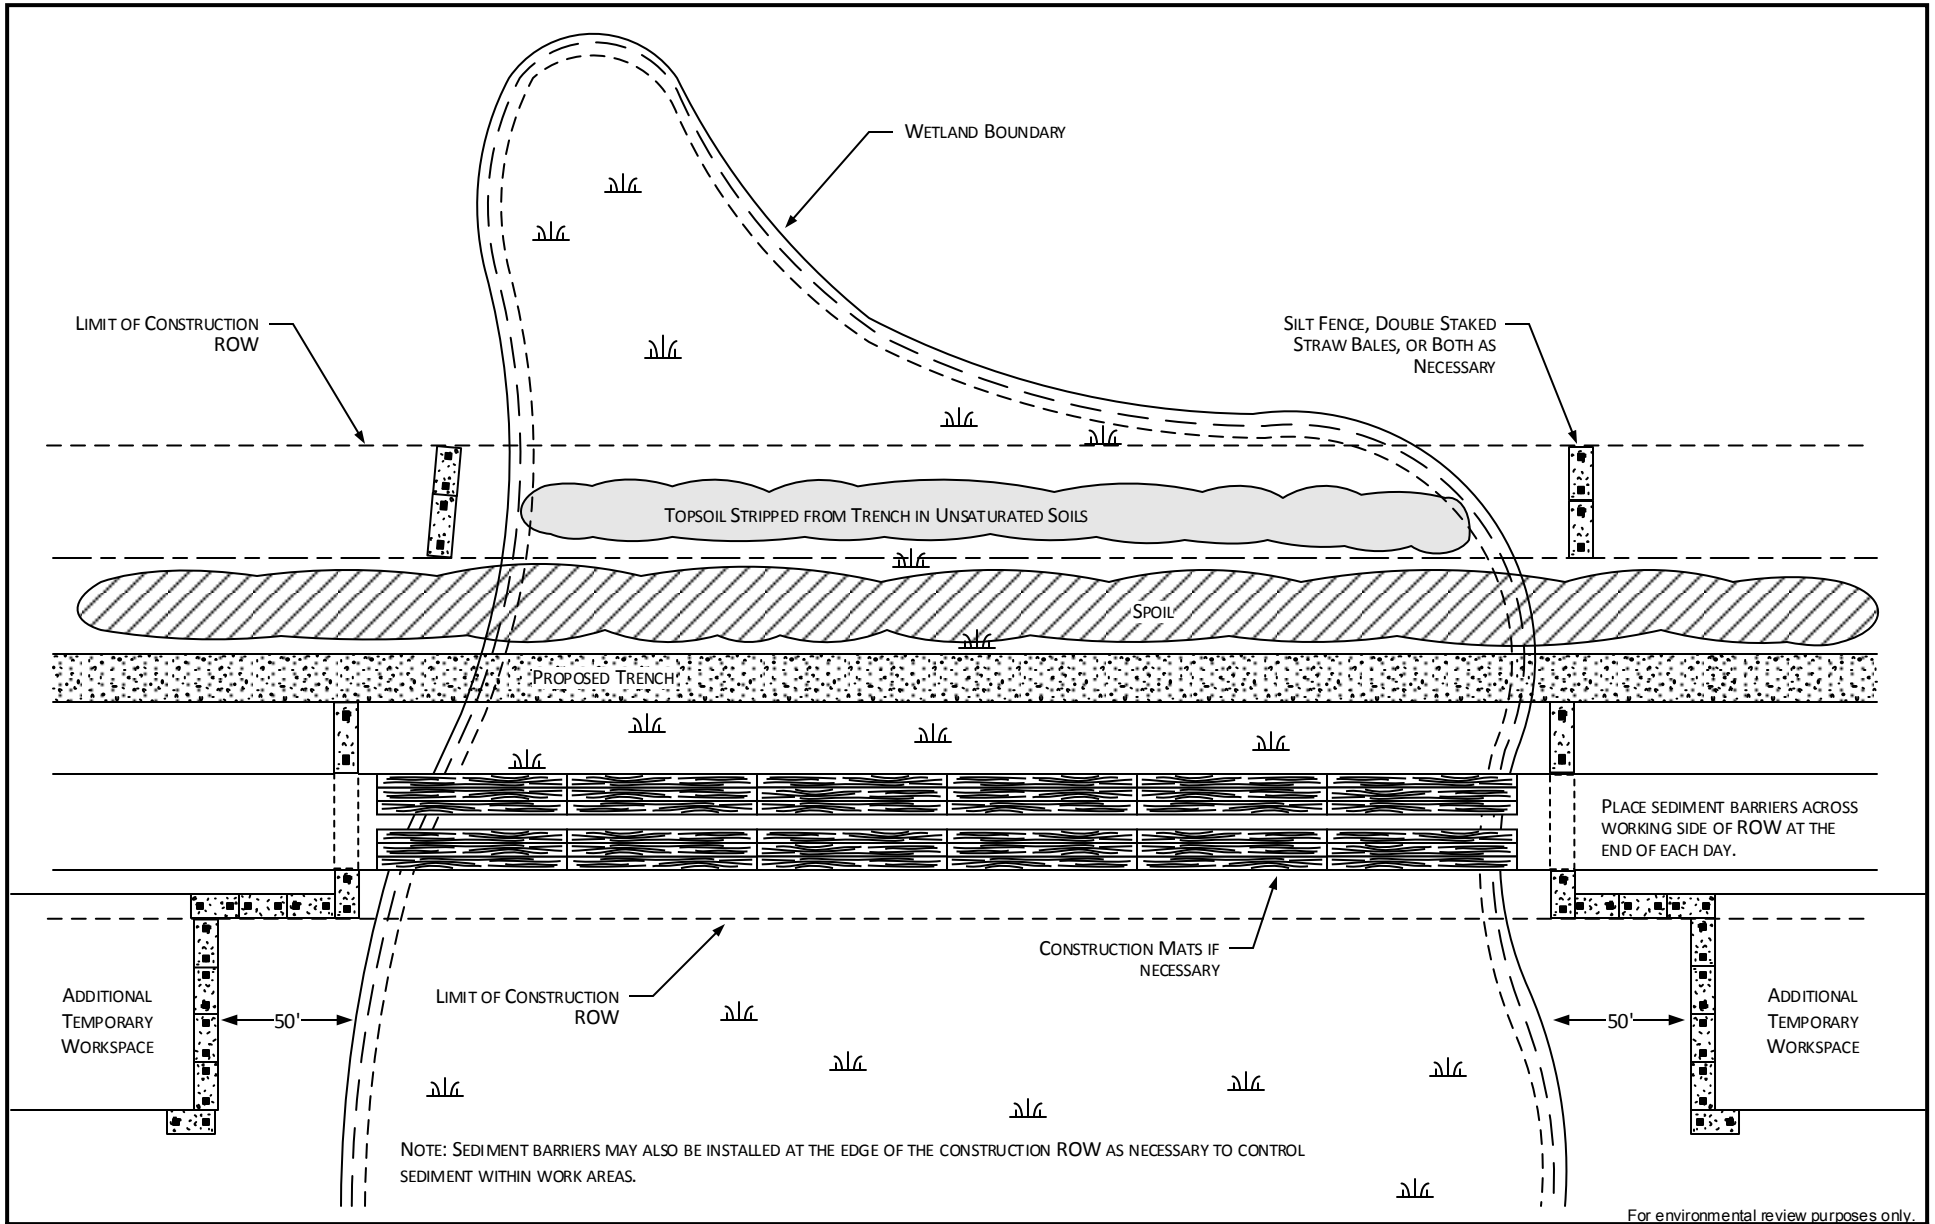 WETLAND BOUNDARY
LIMIT OF CONSTRUCTION
ROW
SILT FENCE, DOUBLE STAKED
STRAW BALES, OR BOTH AS
NECESSARY
TOPSOIL STRIPPED FROM TRENCH IN UNSATURATED SOILS
SPOIL
PROPOSED TRENCH
PLACE SEDIMENT BARRIERS ACROSS
WORKING SIDE OF ROW AT THE
END OF EACH DAY.
CONSTRUCTION MATS IF
NECESSARY
LIMIT OF CONSTRUCTION
ROW
ADDITIONAL
TEMPORARY
WORKSPACE
50'
50'
ADDITIONAL
TEMPORARY
WORKSPACE
NOTE: SEDIMENT BARRIERS MAY ALSO BE INSTALLED AT THE EDGE OF THE CONSTRUCTION ROW AS NECESSARY TO CONTROL
SEDIMENT WITHIN WORK AREAS.
For environmental review purposes only.